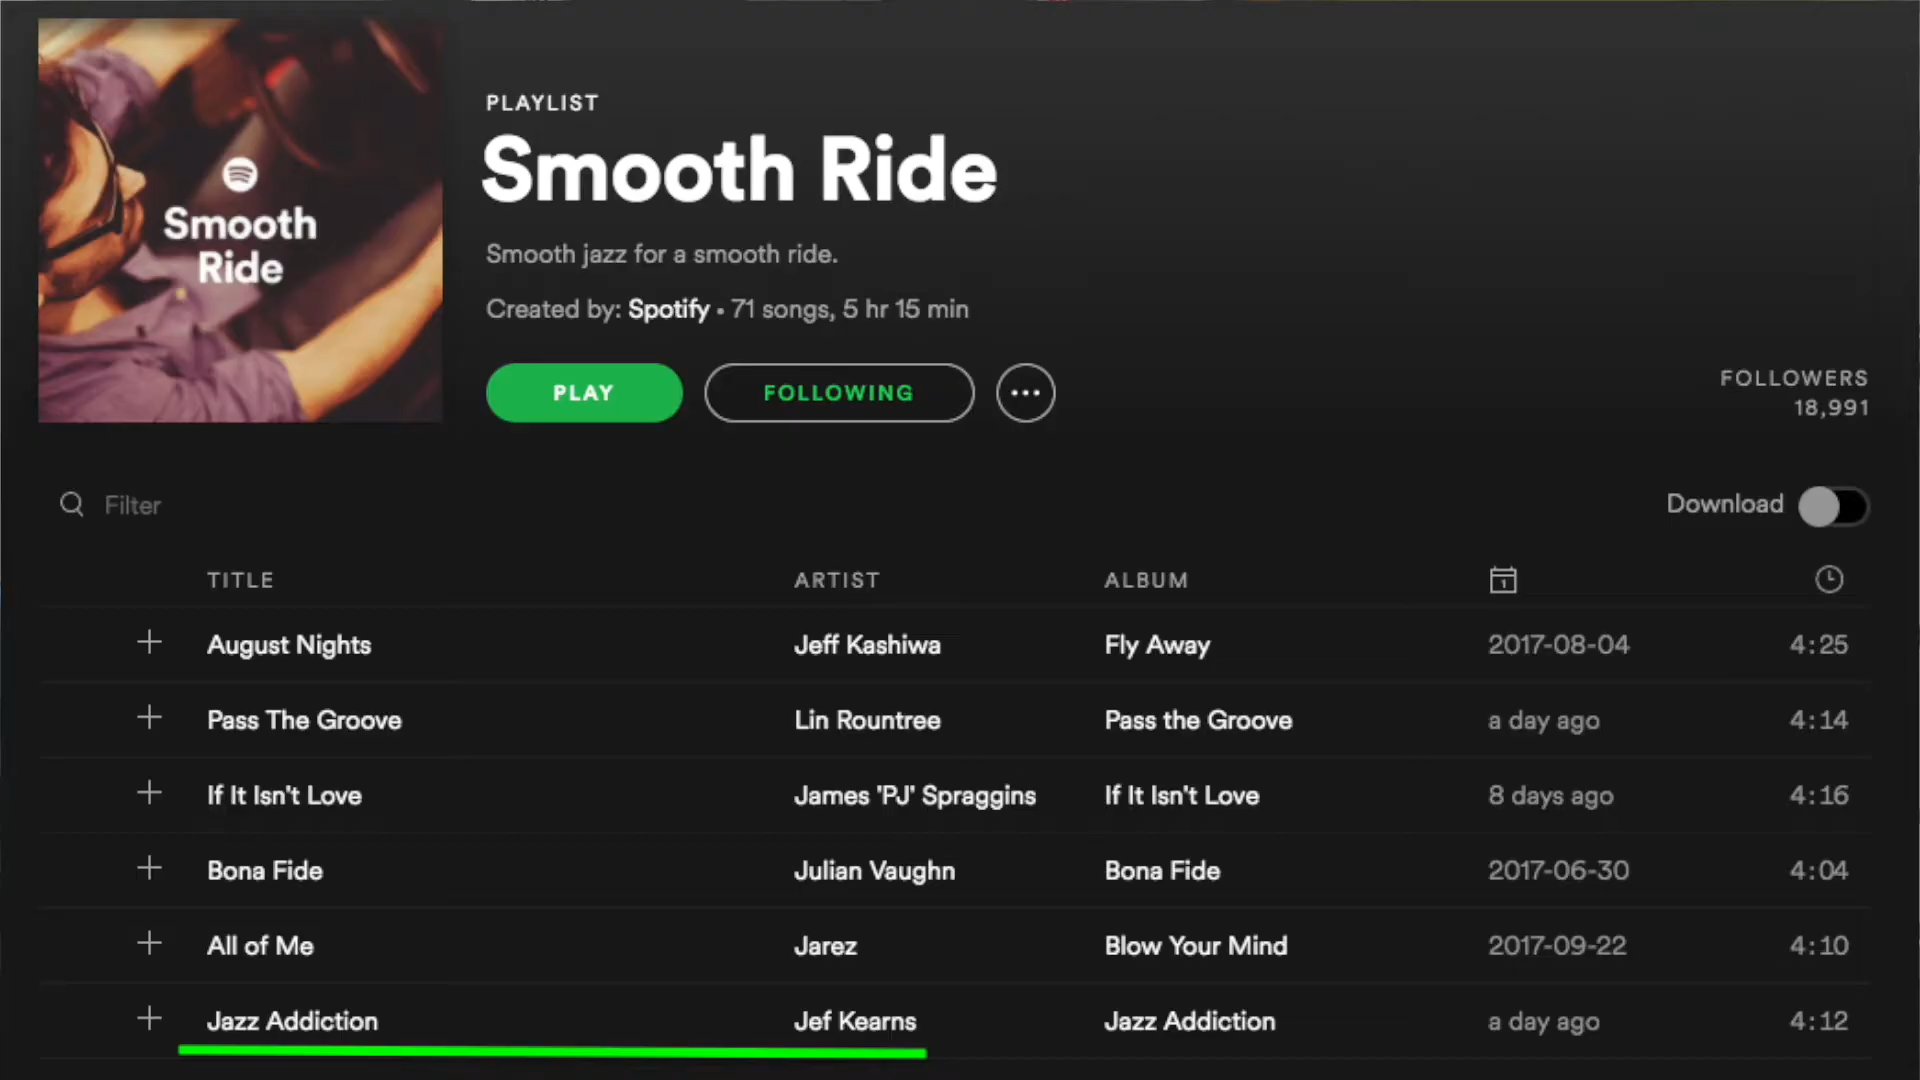 Smooth
Ride
PLAYLIST
Smooth Ride
Smooth jazz for a smooth ride.
Created by: Spotify • 71 songs, 5 hr 15 min
PLAY FOLLOWING
FOLLOWERS
18,991
Filter Download
TITLE ARTIST ALBUM
August Nights Jeff Kashiwa Fly Away 2017-08-04 4:25
Pass The Groove Lin Rountree Pass the Groove a day ago 4:14
If It Isn't Love James 'PJ' Spraggins If It Isn't Love 8 days ago 4:16
Bona Fide Julian Vaughn Bona Fide 2017-06-30 4:04
All of Me Jarez Blow Your Mind 2017-09-22 4:10
Jazz Addiction Jef Kearns Jazz Addiction a day ago 4:12